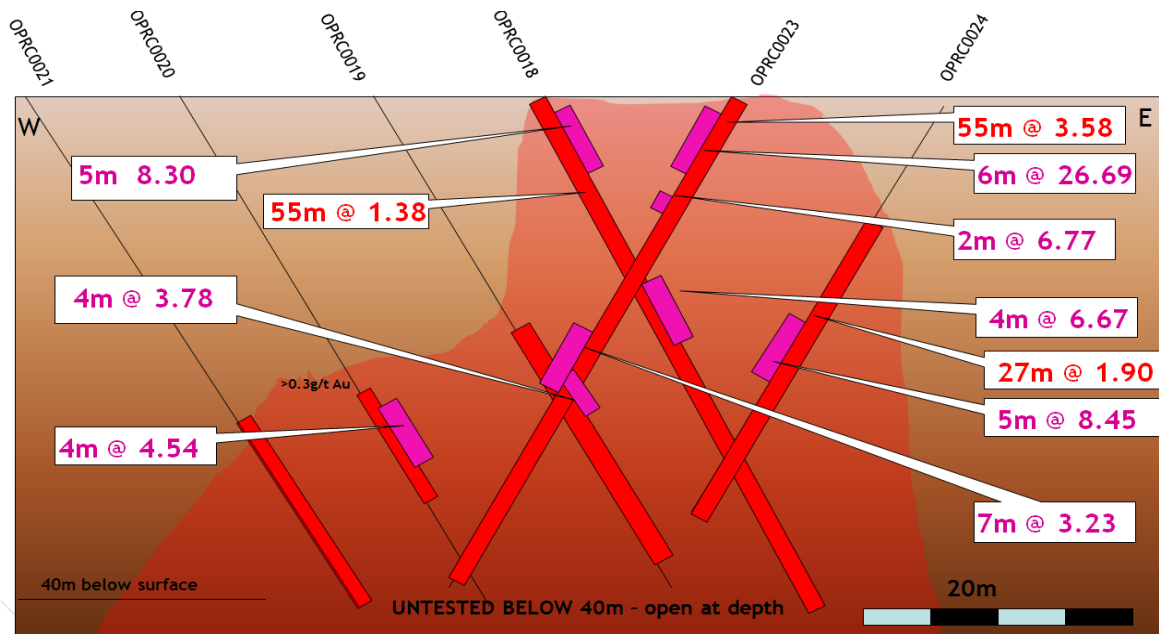 OPRC0021
OPRC0020
OPRC0019
OPRC0018
OPRC0023
OPRC0024
W
E
55m @ 3.58
5m 8.30
6m @ 26.69
55m @ 1.38
2m @ 6.77
4m @ 3.78
4m @ 6.67
27m @ 1.90
>0.3g/t Au
5m @ 8.45
4m @ 4.54
7m @ 3.23
40m below surface
20m
UNTESTED BELOW 40m - open at depth